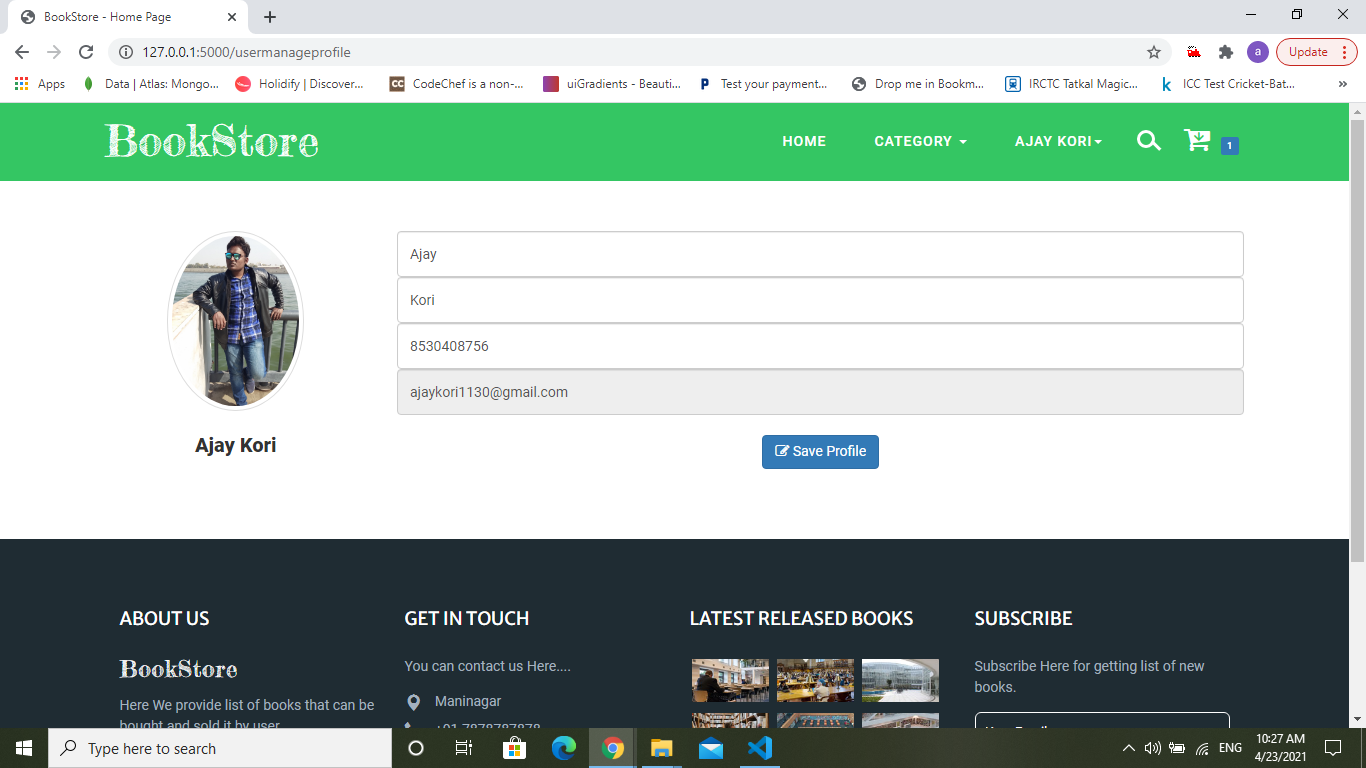 BookStore - Home Page
127.0.0.1:5000/usermanageprofile
a
Update
Apps
Data | Atlas: Mongo...
Holidify | Discover...
CC
CodeChef is a non-...
uiGradients - Beauti...
P
Test your payment...
Drop me in Bookm...
IRCTC Tatkal Magic...
k
ICC Test Cricket-Bat...
»
BookStore
HOME
CATEGORY
AJAY KORI
1
Ajay
Kori
8530408756
ajaykori1130@gmail.com
Ajay Kori
Save Profile
ABOUT US
BookStore
Here We provide list of books that can be
bought and sold it by user
GET IN TOUCH
You can contact us Here....
Maninagar
+91 7878787878
LATEST RELEASED BOOKS
SUBSCRIBE
Subscribe Here for getting list of new
books.
Type here to search
ENG
10:27 AM
4/23/2021